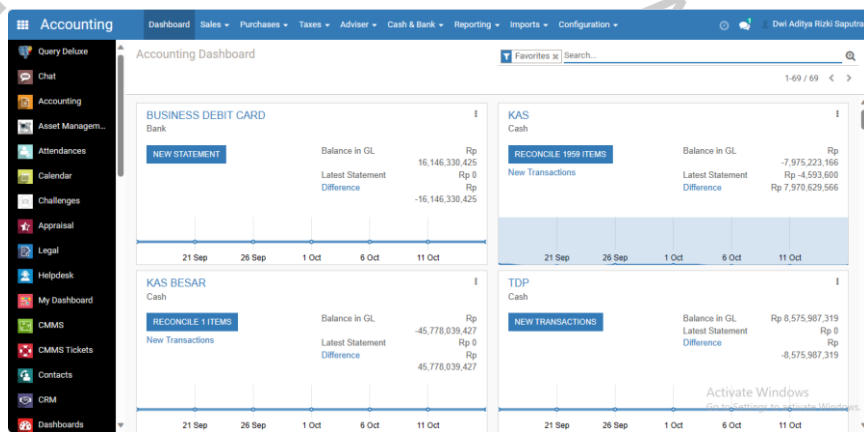 Accounting
Dashboard Sales Purchases Taxes Adviser Cash & Bank Reporting Imports Configuration
Dwi Aditya Rizki Saputra
Query Deluxe
Chat
Accounting
Asset Managem...
Attendances
Calendar
Challenges
Appraisal
Legal
Helpdesk
My Dashboard
CMMS
CMMS Tickets
Contacts
CRM
Dashboards
Accounting Dashboard
Favorites x Search...
1-69 / 69
BUSINESS DEBIT CARD
Bank
NEW STATEMENT
Balance in GL Rp
16,146,330,425
Latest Statement Rp 0
Difference Rp
-16,146,330,425
21 Sep 26 Sep 1 Oct 6 Oct 11 Oct
KAS
Cash
RECONCILE 1959 ITEMS
New Transactions
Balance in GL Rp
-7,975,223,166
Latest Statement Rp -4,593,600
Difference Rp 7,970,629,566
21 Sep 26 Sep 1 Oct 6 Oct 11 Oct
KAS BESAR
Cash
RECONCILE 1 ITEMS
New Transactions
Balance in GL Rp
-45,778,039,427
Latest Statement Rp 0
Difference Rp
45,778,039,427
21 Sep 26 Sep 1 Oct 6 Oct 11 Oct
TDP
Cash
NEW TRANSACTIONS
Balance in GL Rp 8,575,987,319
Latest Statement Rp 0
Difference Rp
-8,575,987,319
21 Sep 26 Sep 1 Oct 6 Oct 11 Oct
Activate Windows
Go to Settings to activate Windows.